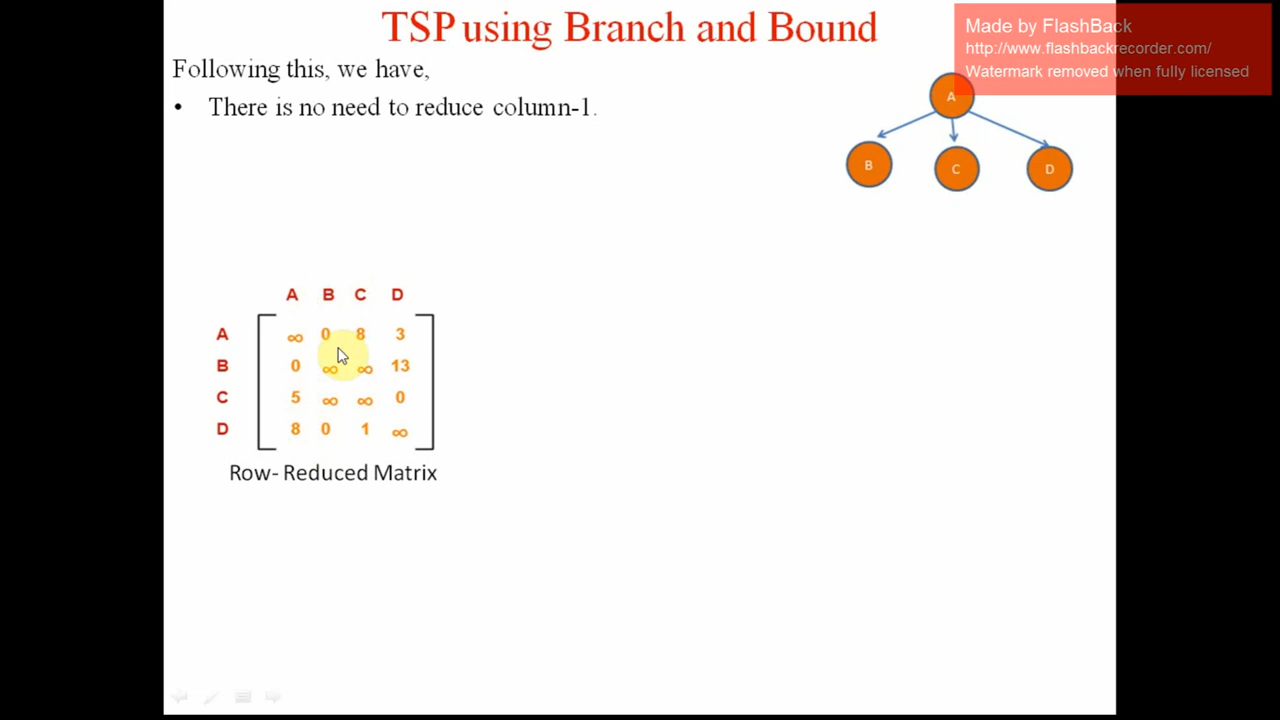 TSP using Branch and Bound
Made by FlashBack
http://www.flashbackrecorder.com/
Watermark removed when fully licensed
Following this, we have,
• There is no need to reduce column-1.
A
B C D
A B C D
A ∞ 0 8 3
B 0 ∞ ∞ 13
C 5 ∞ ∞ 0
D 8 0 1 ∞
Row- Reduced Matrix